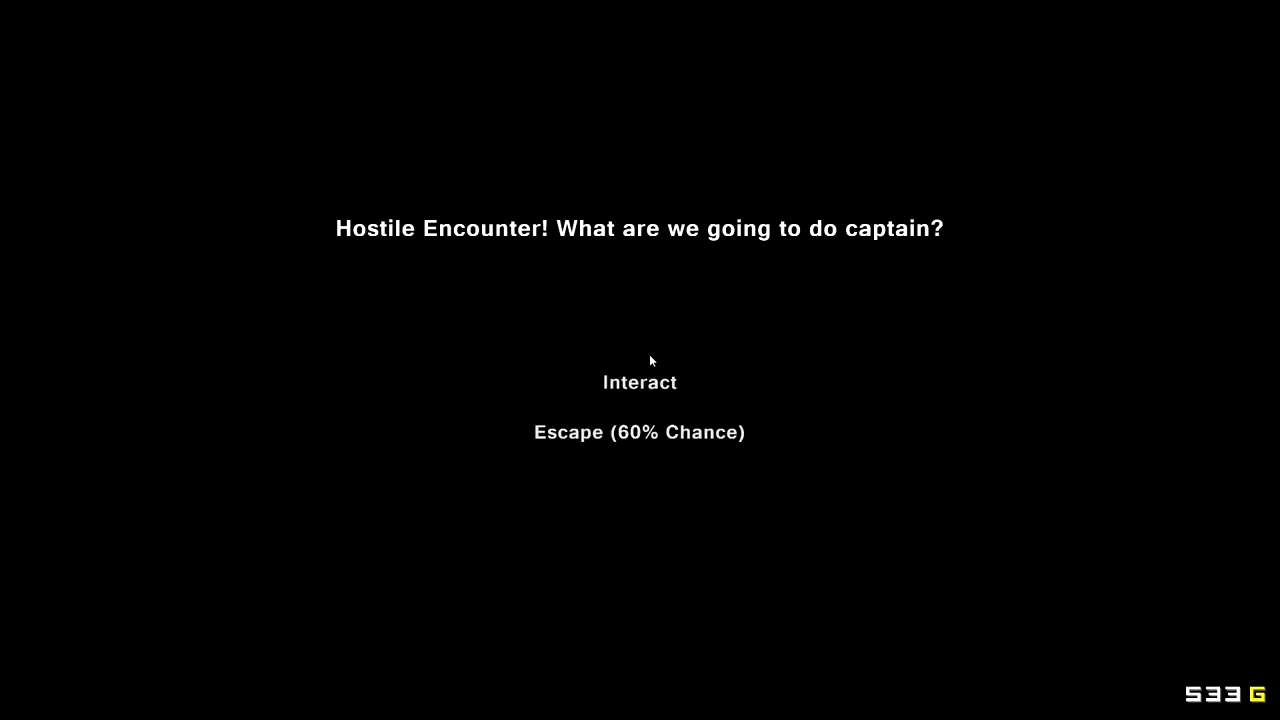 Hostile Encounter! What are we going to do captain?
Interact
Escape (60% Chance)
533 G